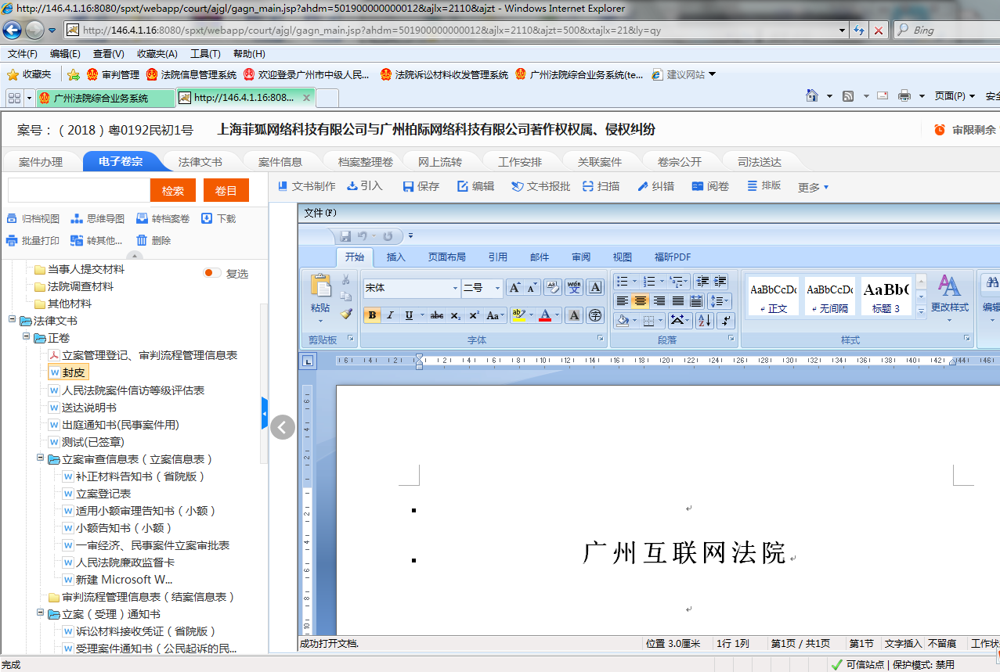 http://146.4.1.16:8080/spxt/webapp/court/ajgl/gagn_main.jsp?ahdm=501900000000012&ajlx=2110&ajzt - Windows Internet Explorer
http://146.4.1.16:8080/spxt/webapp/court/ajgl/gagn_main.jsp?ahdm=501900000000012&ajlx=2110&ajzt=500&xtajlx=21&ly=qy
Bing
文件(F) 编辑(E) 查看(V) 收藏夹(A) 工具(T) 帮助(H)
收藏夹 审判管理 法院信息管理系统 欢迎登录广州市中级人民... 法院诉讼材料收发管理系统 广州法院综合业务系统(te... 建议网站
广州法院综合业务系统 http://146.4.1.16:808... 页面(P) 安全
案号：（2018）粤0192民初1号 上海菲狐网络科技有限公司与广州柏际网络科技有限公司著作权权属、侵权纠纷 审限剩余
案件办理 电子卷宗 法律文书 案件信息 档案整理卷 网上流转 工作安排 关联案件 卷宗公开 司法送达
检索 卷目
文书制作 引入 保存 编辑 文书报批 扫描 纠错 阅卷 排版 更多
归档视图 思维导图 转档案卷 下载
批量打印 转其他... 删除
当事人提交材料
复选
法院调查材料
其他材料
法律文书
正卷
立案管理登记、审判流程管理信息表
封皮
人民法院案件信访等级评估表
送达说明书
出庭通知书(民事案件用)
测试(已签章)
立案审查信息表（立案信息表）
补正材料告知书（省院版）
立案登记表
适用小额审理告知书（小额）
小额告知书（小额）
一审经济、民事案件立案审批表
人民法院廉政监督卡
新建 Microsoft W...
审判流程管理信息表（结案信息表）
立案（受理）通知书
诉讼材料接收凭证（省院版）
受理案件通知书（公民起诉的民...
文件(F)
开始 插入 页面布局 引用 邮件 审阅 视图 福昕PDF
粘贴
宋体 二号
AaBbCcDc AaBbCcDc AaBb(
正文 无间隔 标题 3
更改样式 编辑
剪贴板 字体 段落 样式
6 4 2 2 4 6 8 10 12 14 16 18 20 22 24 26 28 30 32 34 36 38 40 42 44 46
广州互联网法院
成功打开文档. 位置 3.0厘米 1行 1列 第1页 / 共1页 第1节 文字插入 不留痕 工作状
完成 可信站点 | 保护模式: 禁用